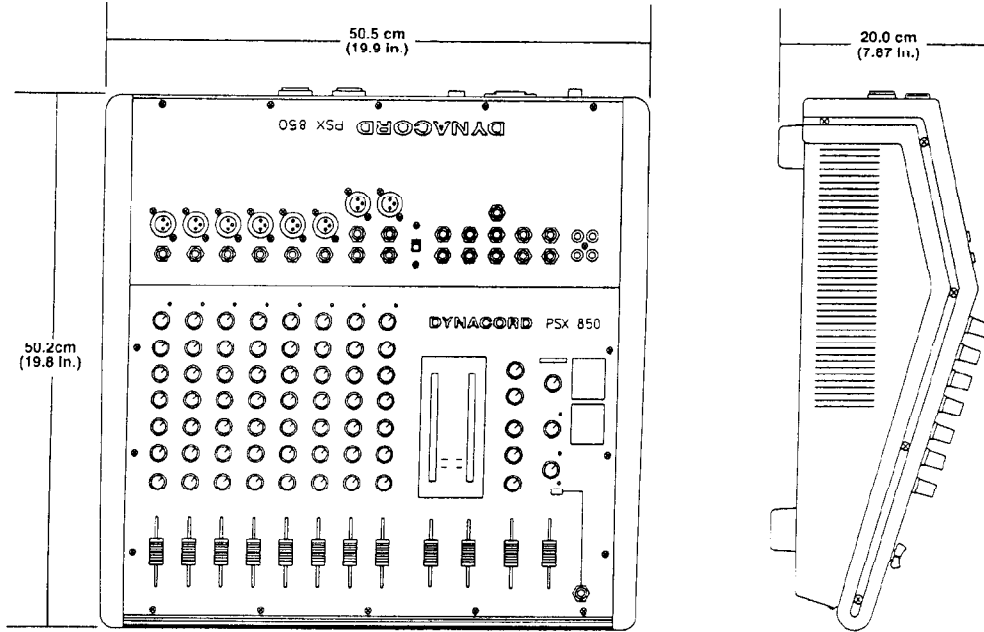 50.5 cm
(19.9 in.)
20.0 cm
(7.87 in.)
DYNACORD PSX 850
DYNACORD PSX 850
50.2cm
(19.8 in.)